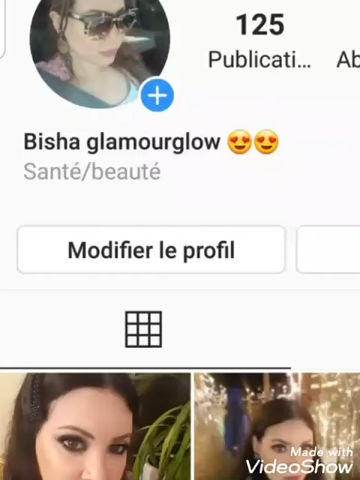 125
Publicati... Ab
Bisha glamourglow 😍😍
Santé/beauté
Modifier le profil
Made with
VideoShow